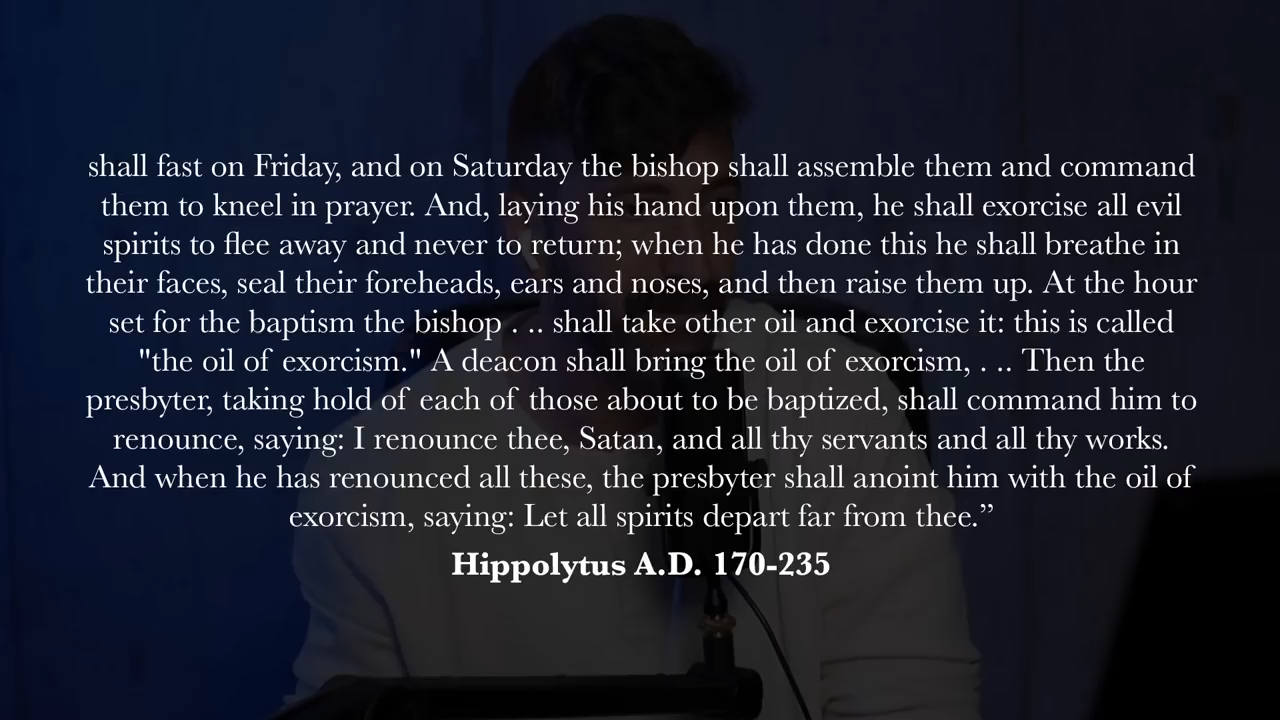 shall fast on Friday, and on Saturday the bishop shall assemble them and command
them to kneel in prayer. And, laying his hand upon them, he shall exorcise all evil
spirits to flee away and never to return; when he has done this he shall breathe in
their faces, seal their foreheads, ears and noses, and then raise them up. At the hour
set for the baptism the bishop . .. shall take other oil and exorcise it: this is called
"the oil of exorcism." A deacon shall bring the oil of exorcism, . .. Then the
presbyter, taking hold of each of those about to be baptized, shall command him to
renounce, saying: I renounce thee, Satan, and all thy servants and all thy works.
And when he has renounced all these, the presbyter shall anoint him with the oil of
exorcism, saying: Let all spirits depart far from thee.”
Hippolytus A.D. 170-235